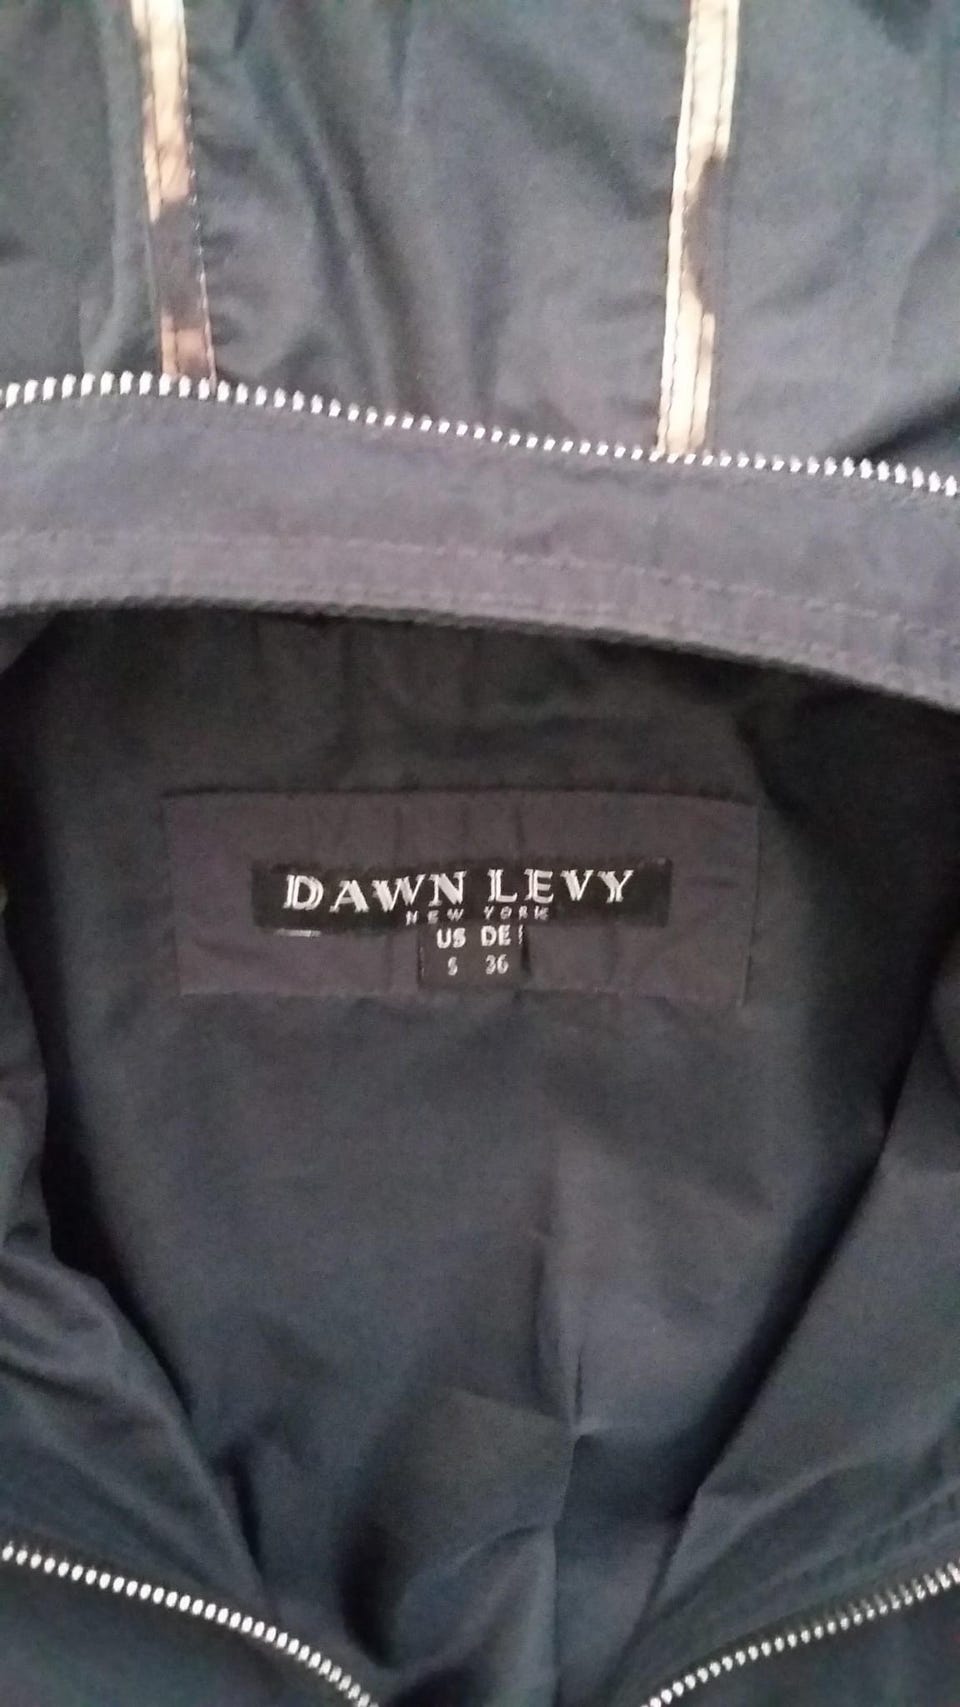 DAWN LEVY
NEW YORK
US DE
S 36